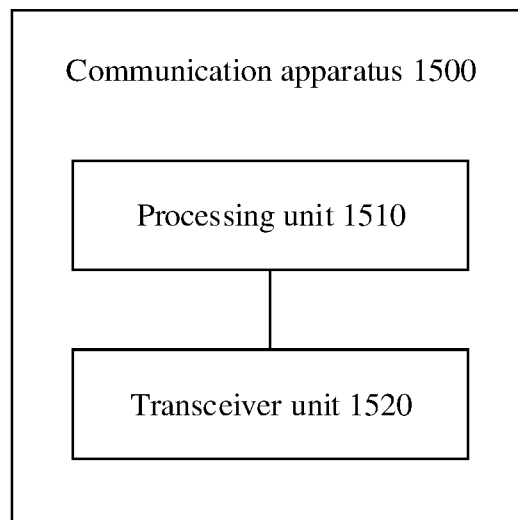 Communication apparatus 1500
Processing unit 1510
Transceiver unit 1520